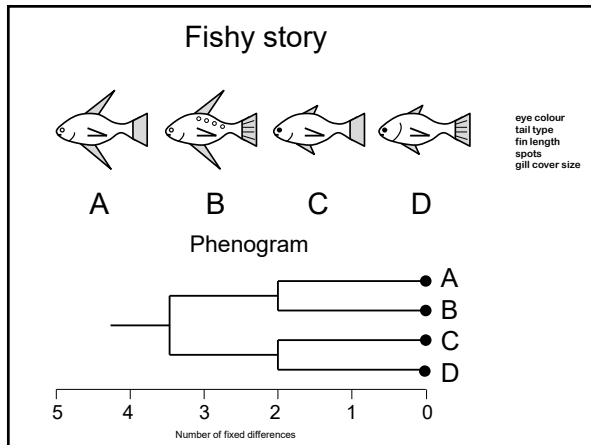 Fishy story
eye colour
tail type
fin length
spots
gill cover size
A B C D
Phenogram
A
B
C
D
5 4 3 2 1 0
Number of fixed differences